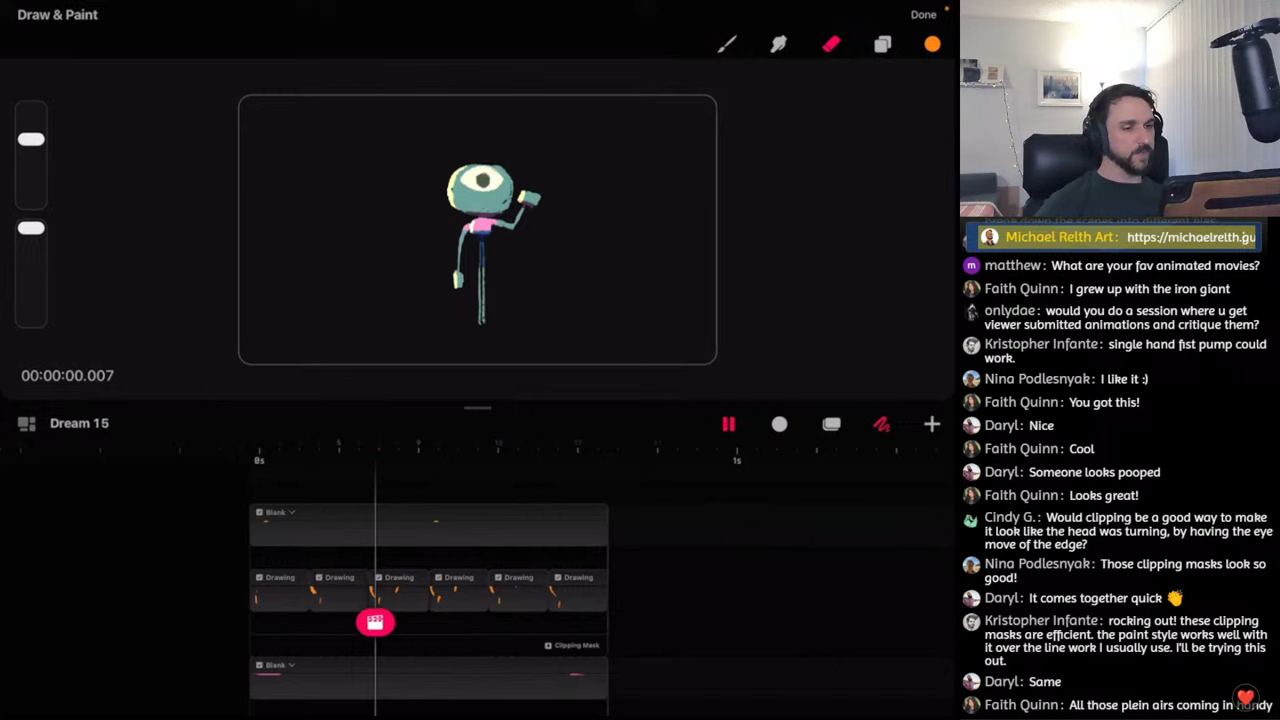 Draw & Paint
Done
00:00:00.007
Dream 15
0s
1s
Blank
Drawing
Drawing
Drawing
Drawing
Drawing
Drawing
Clipping Mask
Blank
Michael Relth Art: https://michaelrelth.gu
matthew: What are your fav animated movies?
Faith Quinn: I grew up with the iron giant
onlydae: would you do a session where u get
viewer submitted animations and critique them?
Kristopher Infante: single hand fist pump could
work.
Nina Podlesnyak: I like it :)
Faith Quinn: You got this!
Daryl: Nice
Faith Quinn: Cool
Daryl: Someone looks pooped
Faith Quinn: Looks great!
Cindy G.: Would clipping be a good way to make
it look like the head was turning, by having the eye
move of the edge?
Nina Podlesnyak: Those clipping masks look so
good!
Daryl: It comes together quick 👏
Kristopher Infante: rocking out! these clipping
masks are efficient. the paint style works well with
it over the line work I usually use. I'll be trying this
out.
Daryl: Same
Faith Quinn: All those plein airs coming in handy